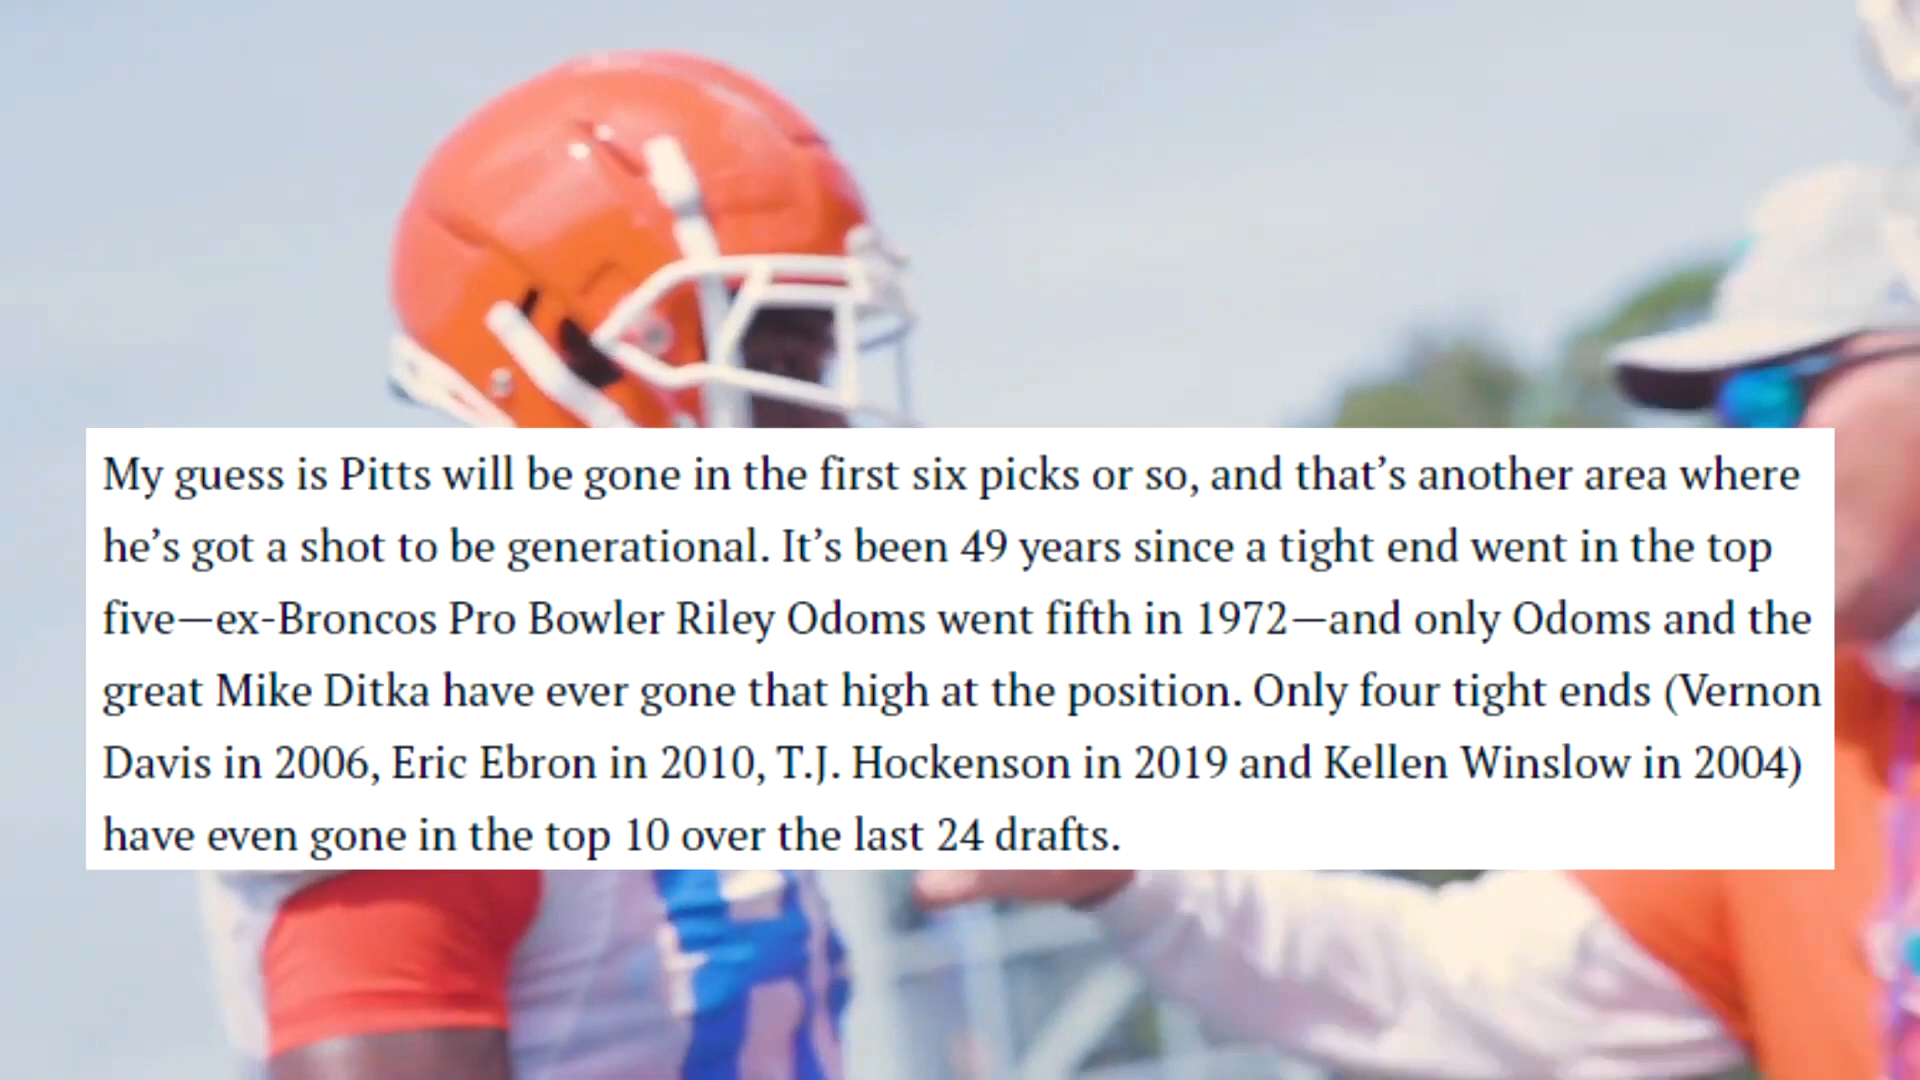 My guess is Pitts will be gone in the first six picks or so, and that’s another area where
he’s got a shot to be generational. It’s been 49 years since a tight end went in the top
five—ex-Broncos Pro Bowler Riley Odoms went fifth in 1972—and only Odoms and the
great Mike Ditka have ever gone that high at the position. Only four tight ends (Vernon
Davis in 2006, Eric Ebron in 2010, T.J. Hockenson in 2019 and Kellen Winslow in 2004)
have even gone in the top 10 over the last 24 drafts.